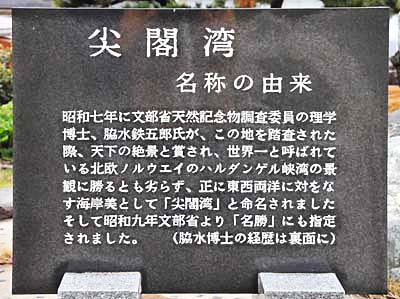 尖閣湾
名称の由来
昭和七年に文部省天然記念物調査委員の理学
博士、脇水鉄五郎氏が、この地を踏査された
際、天下の絶景と賞され、世界一と呼ばれて
いる北欧ノルウエイのハルダンゲル峡湾の景
観に勝るとも劣らず、正に東西両洋に対をな
す海岸美として「尖閣湾」と命名されました
そして昭和九年文部省より「名勝」にも指定
されました。　（脇水博士の経歴は裏面に）